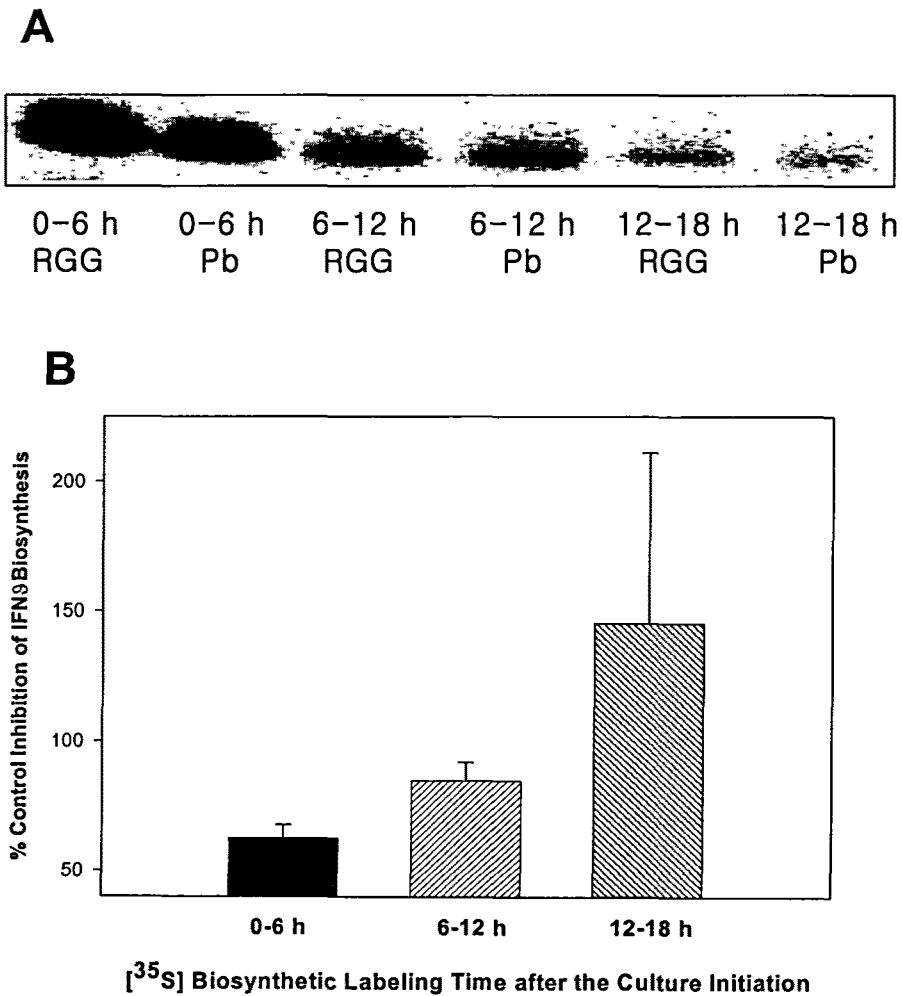 A
0–6 h 0–6 h 6–12 h 6–12 h 12–18 h 12–18 h
RGG Pb RGG Pb RGG Pb
B
% Control Inhibition of IFN9 Biosynthesis
200
150
100
50
0-6 h 6-12 h 12-18 h
[35S] Biosynthetic Labeling Time after the Culture Initiation